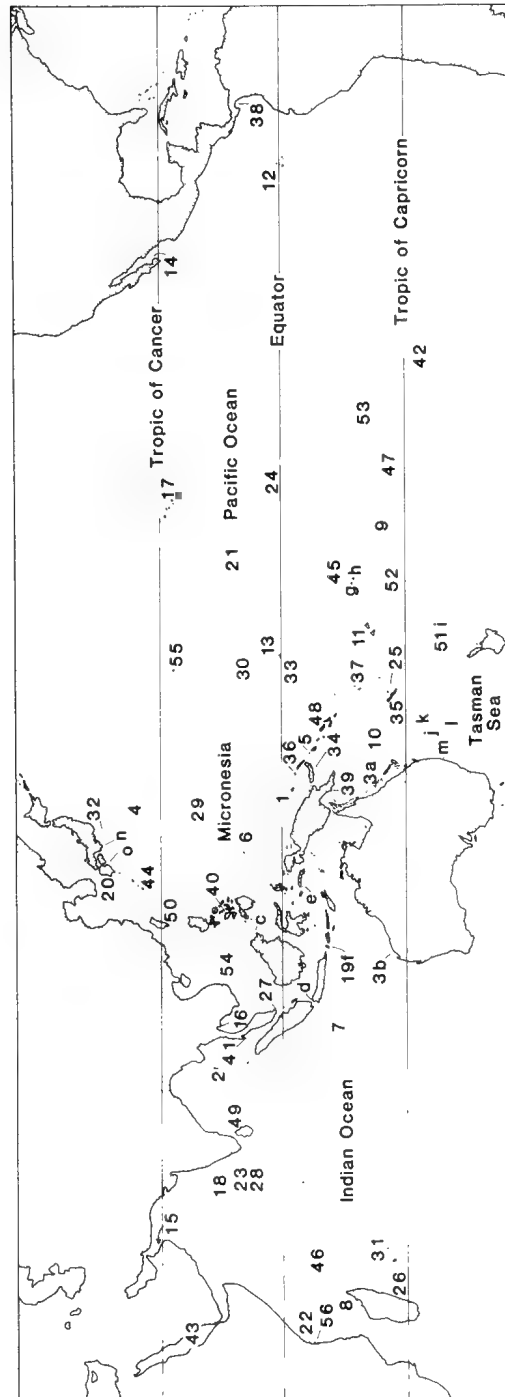 20 32
n
o 4
44
Tropic of Cancer
15 50 55 17 14
43 29
40
18 2 41 54 Micronesia 21 Pacific Ocean
23 49 16 6 30
28 c 38
27 13 24 12
Equator
1 36 33
22 d e 5 48
46
56 7 34 45
8 Indian Ocean 19f 39 g h
37 11 53
31 3b 3a 10 9
52 47
26 35 25 Tropic of Capricorn
42
m j k l 51i
Tasman
Sea